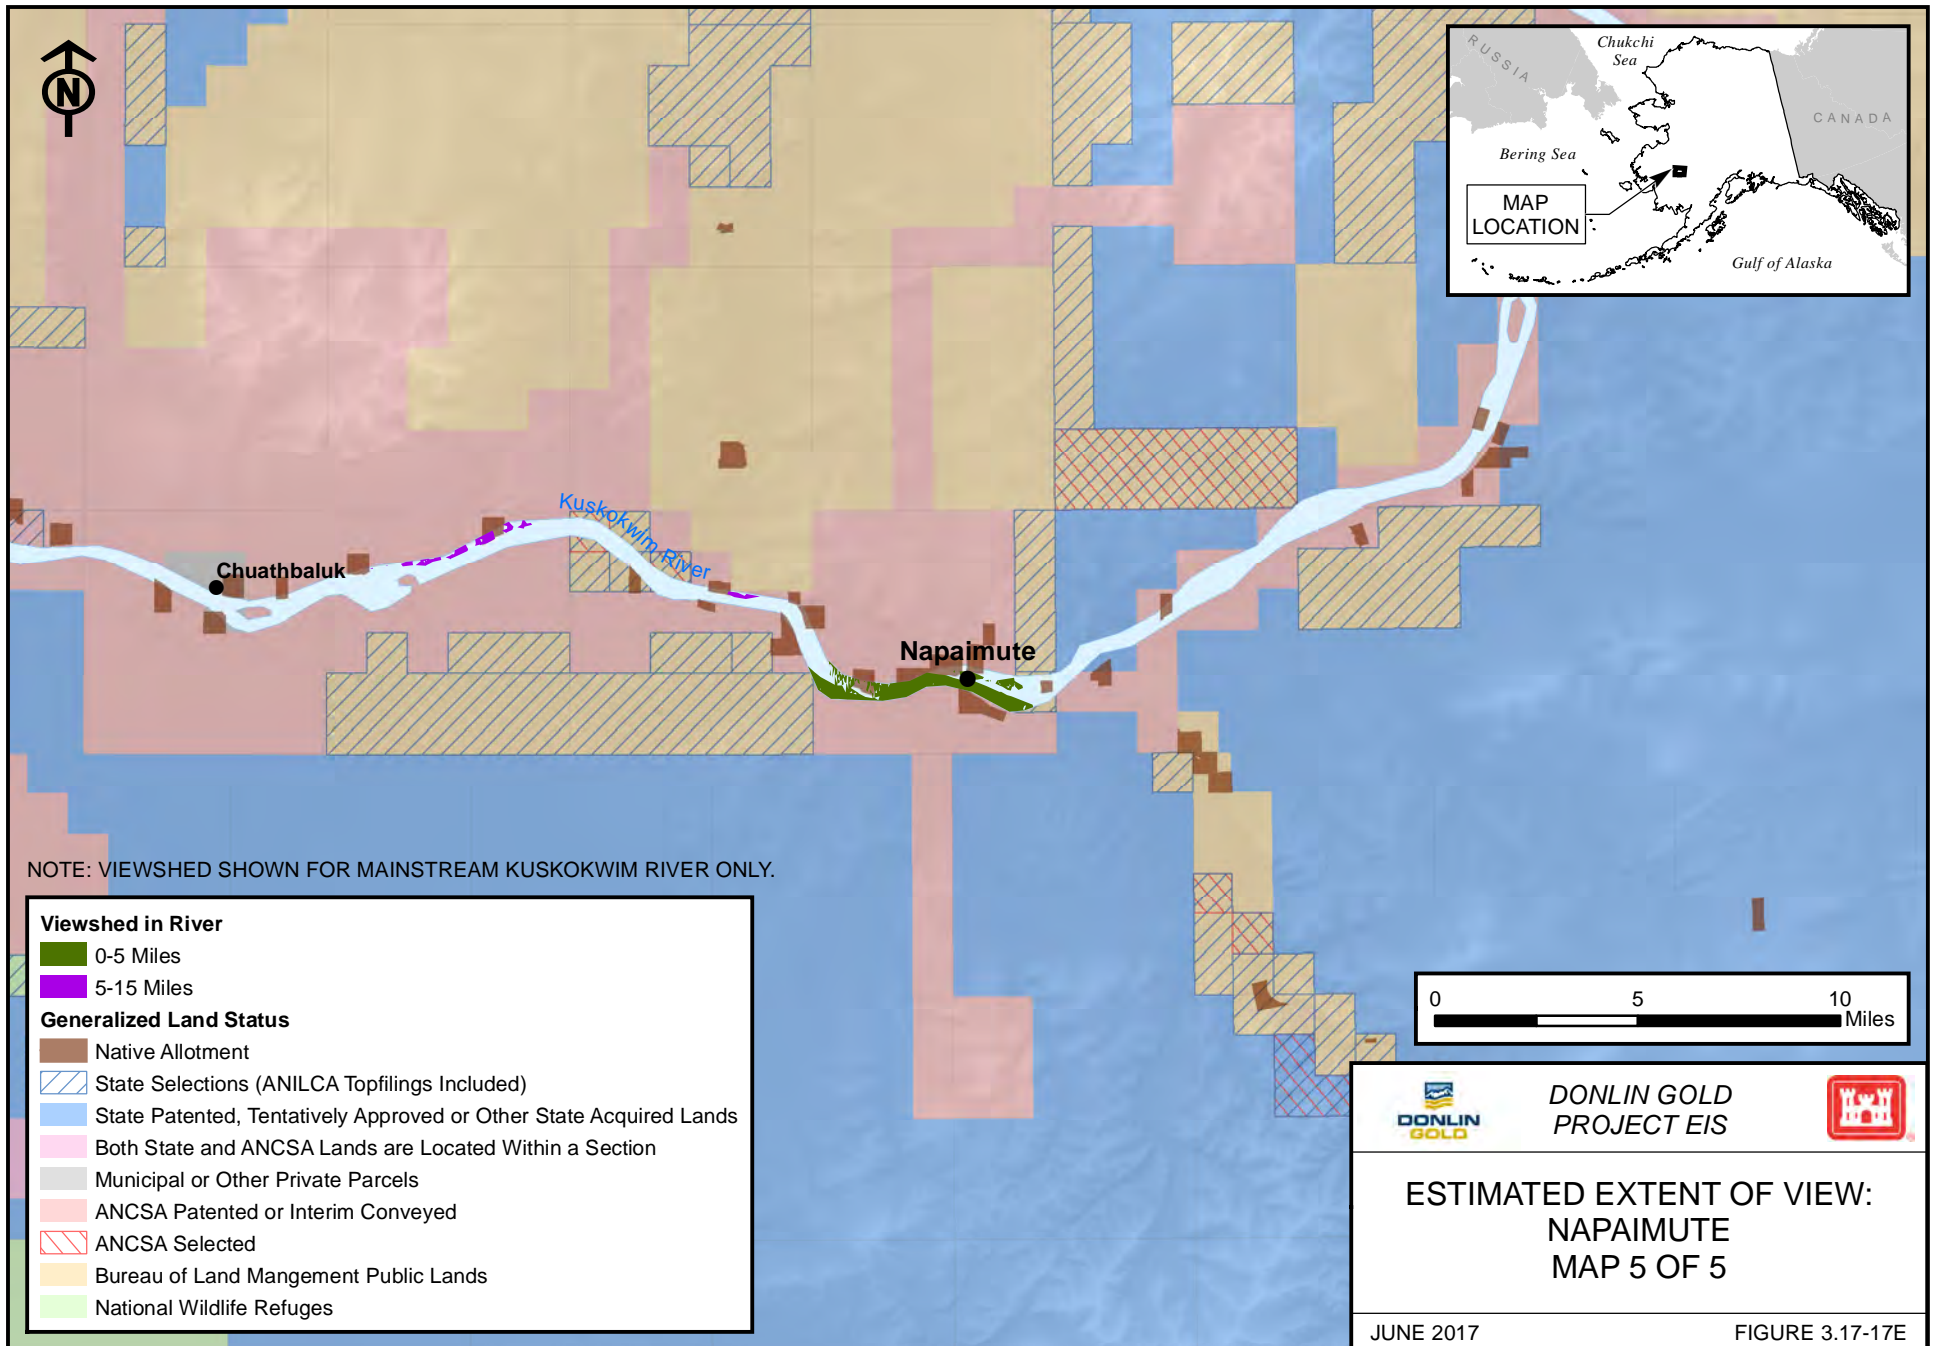 N
RUSSIA
Chukchi
Sea
CANADA
Bering Sea
MAP
LOCATION
Gulf of Alaska
Kuskokwim River
Chuathbaluk
Napaimute
NOTE: VIEWSHED SHOWN FOR MAINSTREAM KUSKOKWIM RIVER ONLY.
Viewshed in River
0-5 Miles
5-15 Miles
Generalized Land Status
Native Allotment
State Selections (ANILCA Topfilings Included)
State Patented, Tentatively Approved or Other State Acquired Lands
Both State and ANCSA Lands are Located Within a Section
Municipal or Other Private Parcels
ANCSA Patented or Interim Conveyed
ANCSA Selected
Bureau of Land Mangement Public Lands
National Wildlife Refuges
0 5 10
Miles
DONLIN
GOLD
DONLIN GOLD
PROJECT EIS
ESTIMATED EXTENT OF VIEW:
NAPAIMUTE
MAP 5 OF 5
JUNE 2017
FIGURE 3.17-17E